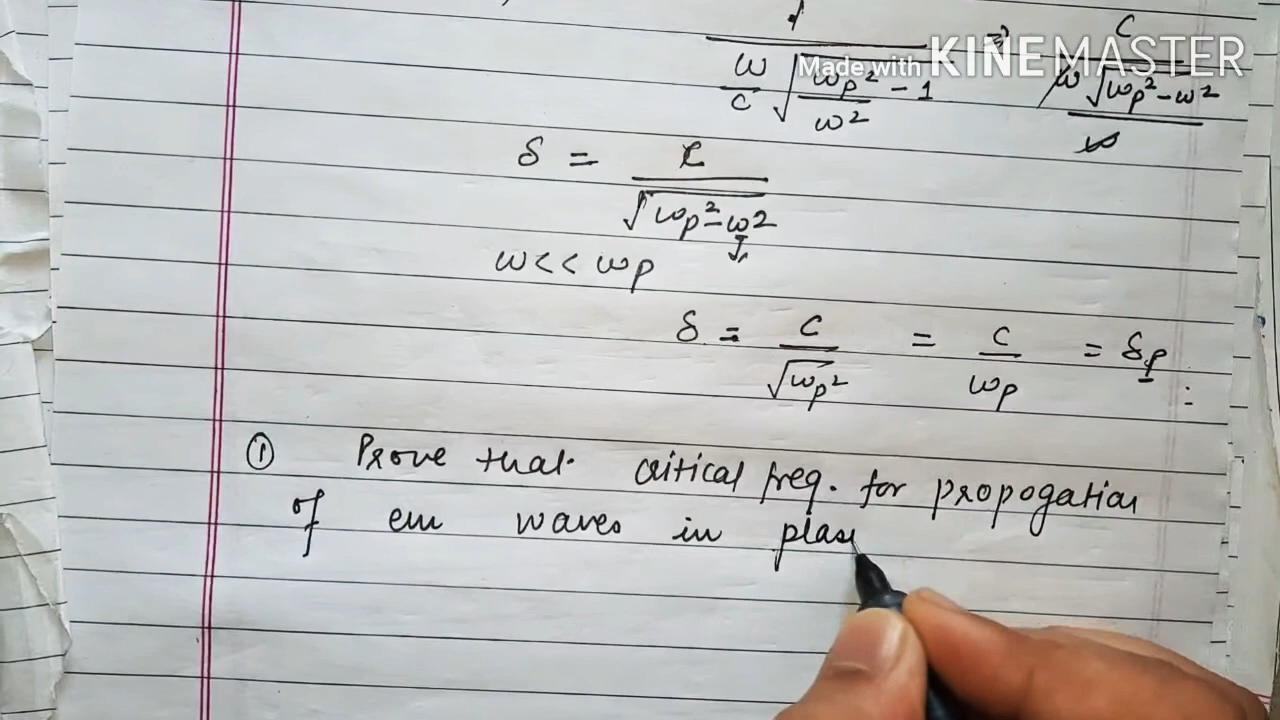 1 ⇒ C
Made with KINEMASTER
ω/c √(ωp²/ω² - 1) ω√(ωp²-ω²)/ω
δ = c/√(ωp²-ω²)
ω<< ωp
δ = c/√ωp² = c/ωp = δp
① Prove that critical freq. for propogation
of em waves in plas